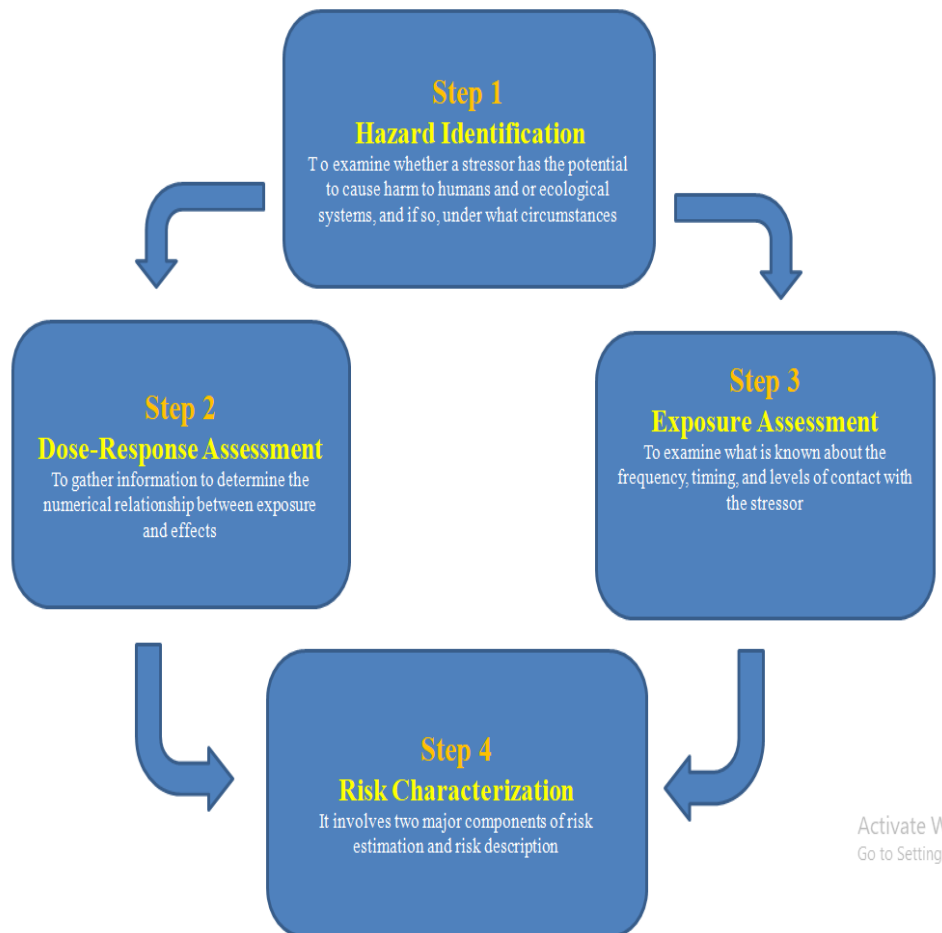 Step 1
Hazard Identification
To examine whether a stressor has the potential
to cause harm to humans and or ecological
systems, and if so, under what circumstances
Step 2
Dose-Response Assessment
To gather information to determine the
numerical relationship between exposure
and effects
Step 3
Exposure Assessment
To examine what is known about the
frequency, timing, and levels of contact with
the stressor
Step 4
Risk Characterization
It involves two major components of risk
estimation and risk description
Activate W
Go to Setting